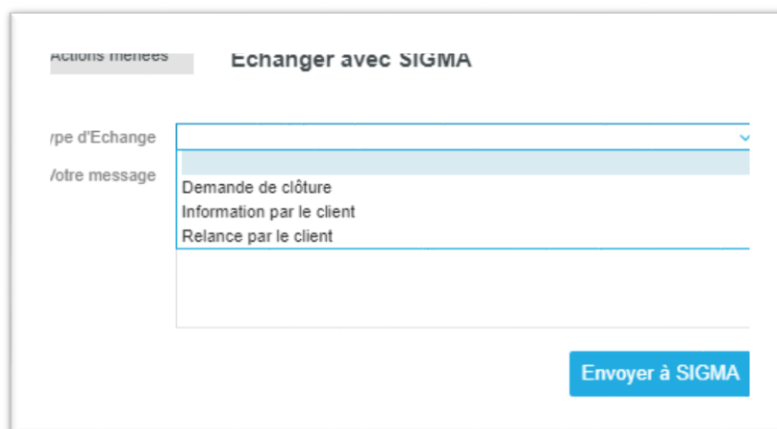 Actions menées
Echanger avec SIGMA
ype d'Echange
Votre message
Demande de clôture
Information par le client
Relance par le client
Envoyer à SIGMA